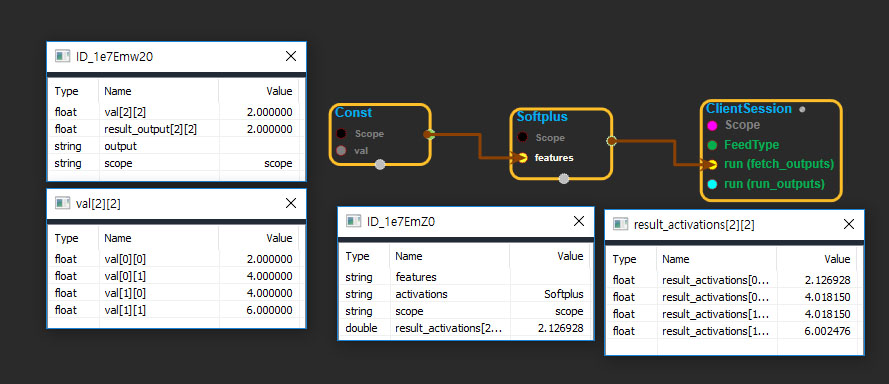 ID_1e7Emw20
Type Name Value
float val[2][2] 2.000000
float result_output[2][2] 2.000000
string output
string scope scope
val[2][2]
Type Name Value
float val[0][0] 2.000000
float val[0][1] 4.000000
float val[1][0] 4.000000
float val[1][1] 6.000000
Const
Scope
val
Softplus
Scope
features
ClientSession
Scope
FeedType
run (fetch_outputs)
run (run_outputs)
ID_1e7EmZ0
Type Name Value
string features
string activations Softplus
string scope scope
double result_activations[2... 2.126928
result_activations[2][2]
Type Name Value
float result_activations[0... 2.126928
float result_activations[0... 4.018150
float result_activations[1... 4.018150
float result_activations[1... 6.002476